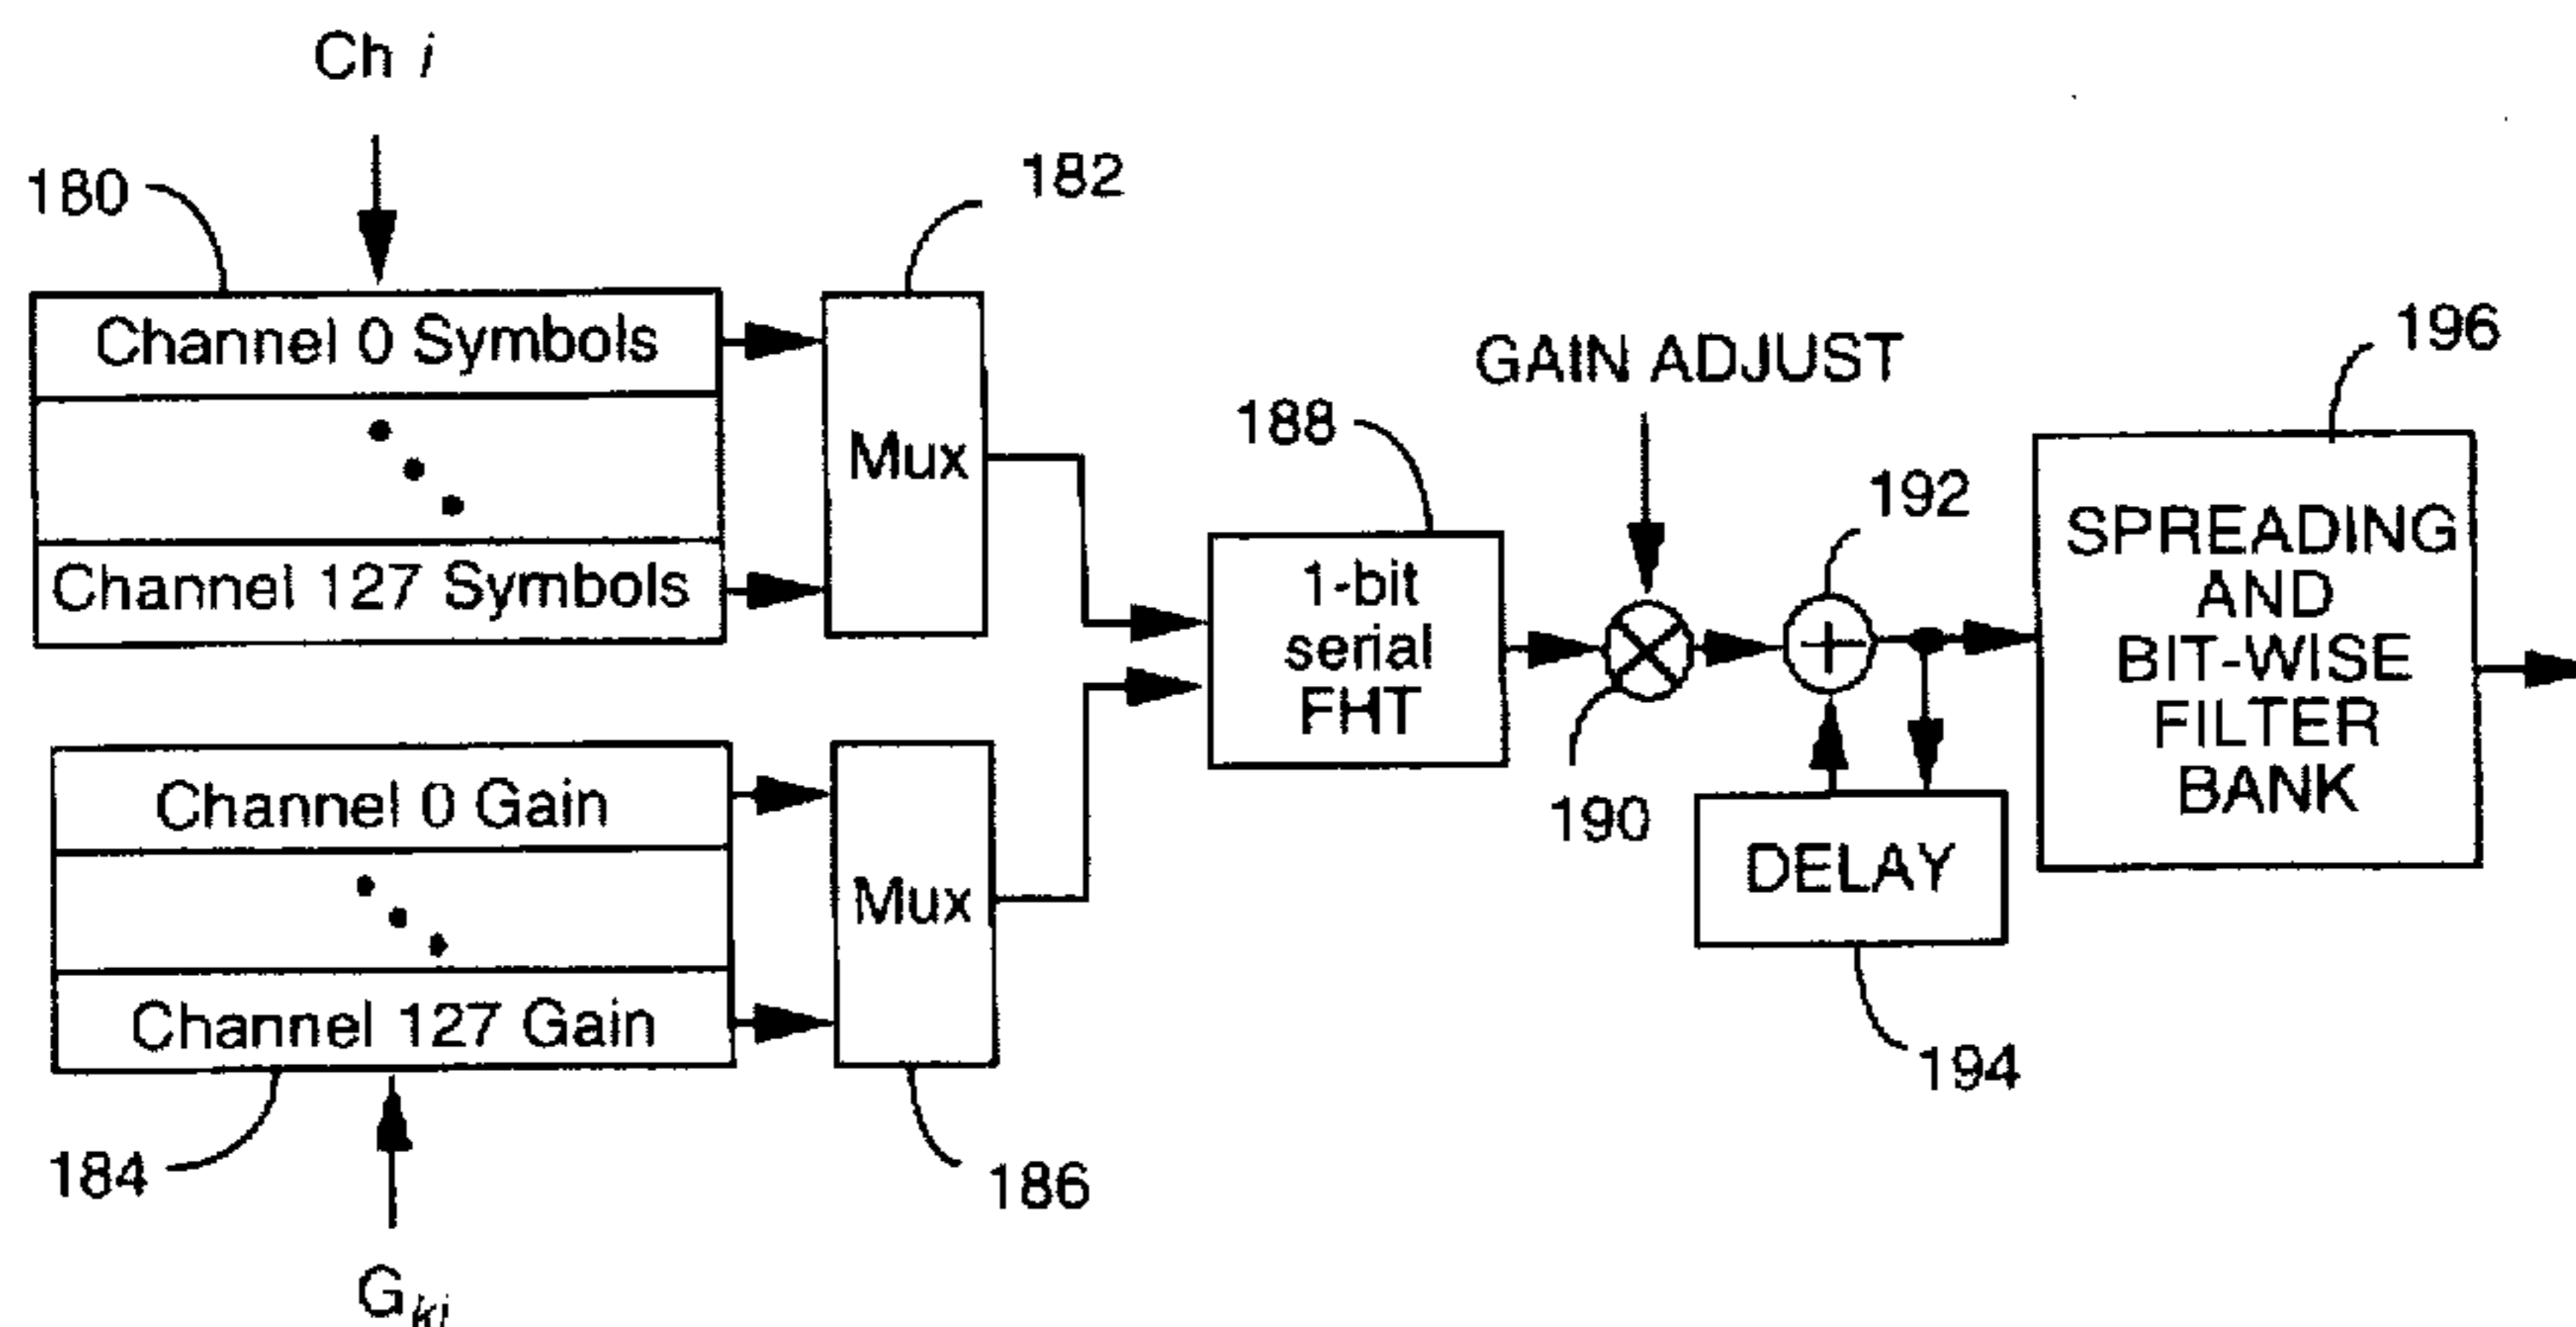 Ch i
180
182
Channel 0 Symbols
Channel 127 Symbols
Mux
188
1-bit
serial
FHT
GAIN ADJUST
190
192
DELAY
194
196
SPREADING
AND
BIT-WISE
FILTER
BANK
Channel 0 Gain
Channel 127 Gain
Mux
184
186
G